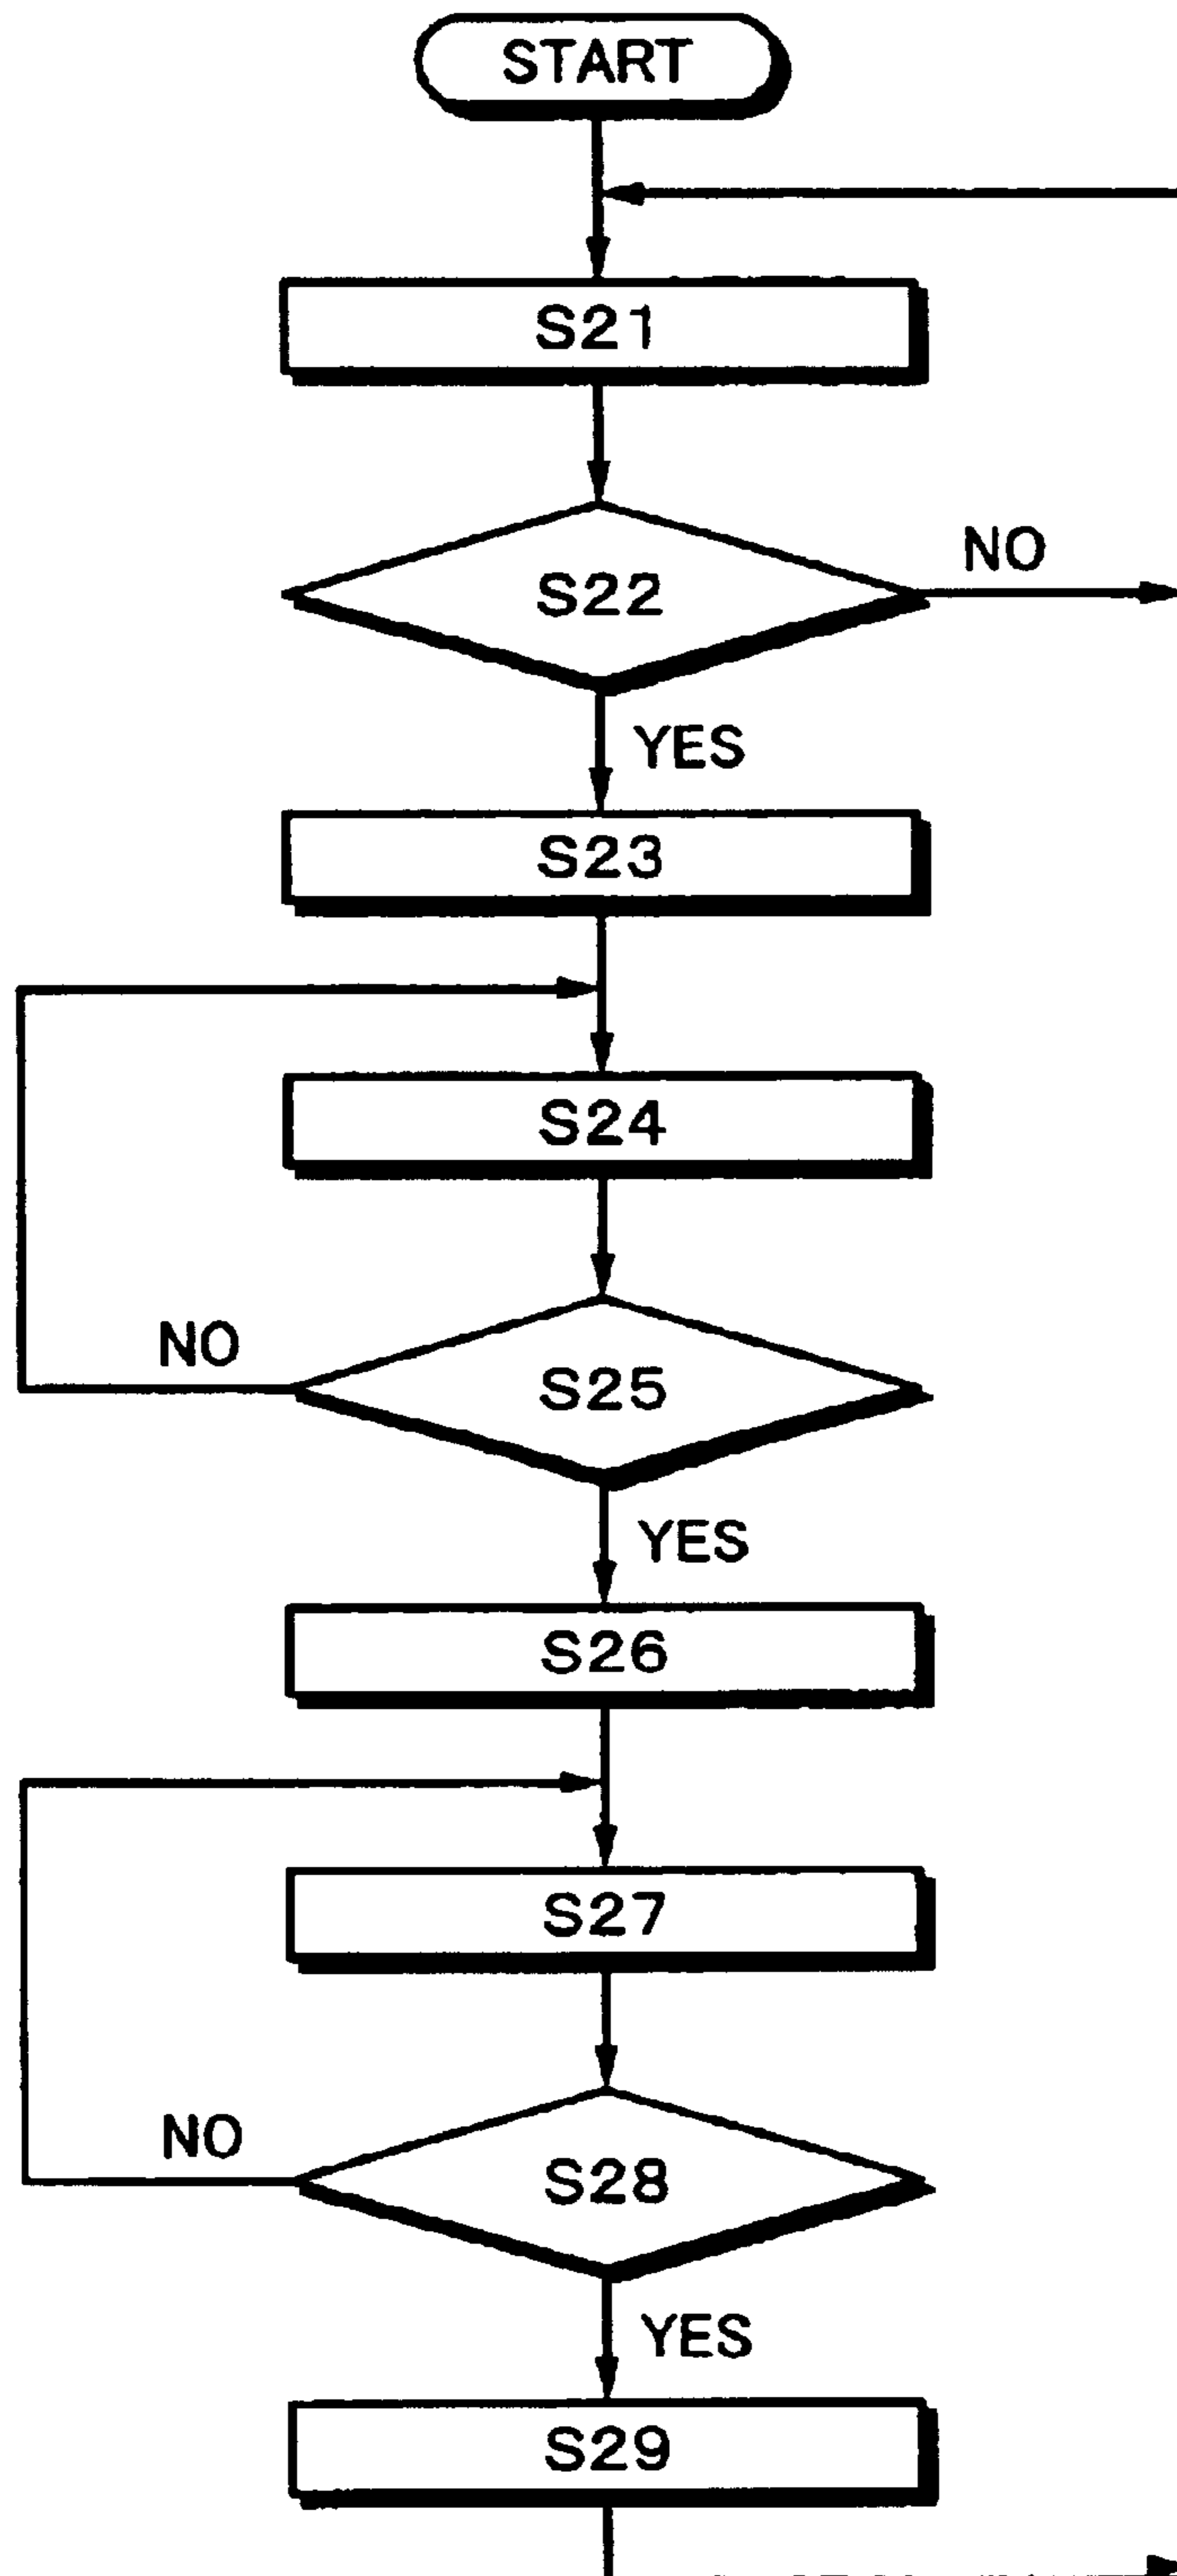 START
S21
S22
NO
YES
S23
S24
NO
S25
YES
S26
S27
NO
S28
YES
S29